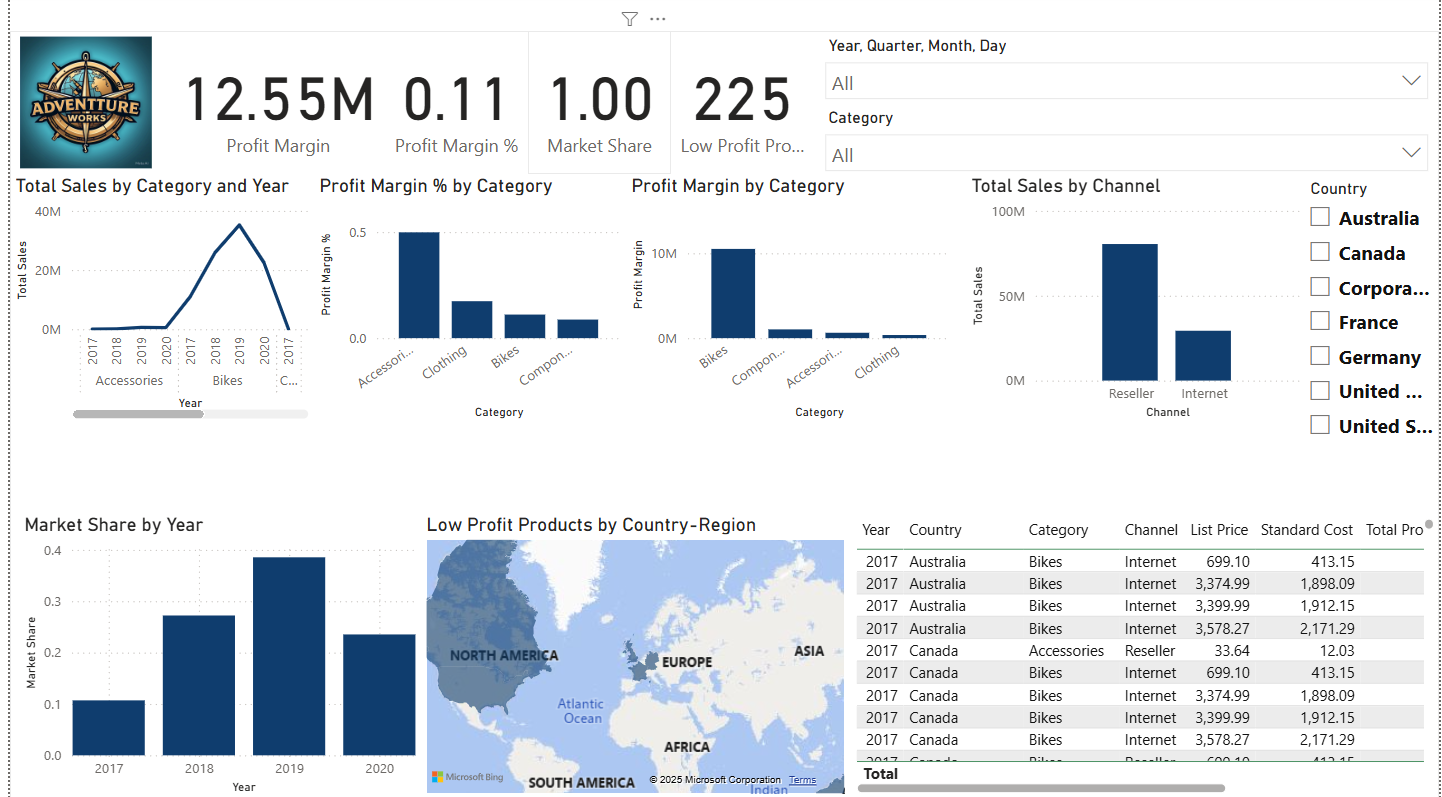 ADVENTTURE
WORKS
12.55M
Profit Margin
0.11
Profit Margin %
1.00
Market Share
225
Low Profit Pro...
Year, Quarter, Month, Day
All
Category
All
Total Sales by Category and Year
Total Sales
40M
20M
0M
2017 2018 2019 2020 2017 2018 2019 2020 2017
Accessories Bikes C...
Year
Profit Margin % by Category
Profit Margin %
0.5
0.0
Accessori... Clothing Bikes Compon...
Category
Profit Margin by Category
Profit Margin
10M
0M
Bikes Compon... Accessori... Clothing
Category
Total Sales by Channel
Total Sales
100M
50M
0M
Reseller Internet
Channel
Country
Australia
Canada
Corpora...
France
Germany
United ...
United S...
Market Share by Year
Market Share
0.4
0.3
0.2
0.1
0.0
2017 2018 2019 2020
Year
Low Profit Products by Country-Region
NORTH AMERICA
EUROPE
ASIA
Atlantic
Ocean
AFRICA
SOUTH AMERICA
Indian
Microsoft Bing
© 2025 Microsoft Corporation Terms
Year Country Category Channel List Price Standard Cost Total Pro
2017 Australia Bikes Internet 699.10 413.15
2017 Australia Bikes Internet 3,374.99 1,898.09
2017 Australia Bikes Internet 3,399.99 1,912.15
2017 Australia Bikes Internet 3,578.27 2,171.29
2017 Canada Accessories Reseller 33.64 12.03
2017 Canada Bikes Internet 699.10 413.15
2017 Canada Bikes Internet 3,374.99 1,898.09
2017 Canada Bikes Internet 3,399.99 1,912.15
2017 Canada Bikes Internet 3,578.27 2,171.29
Total